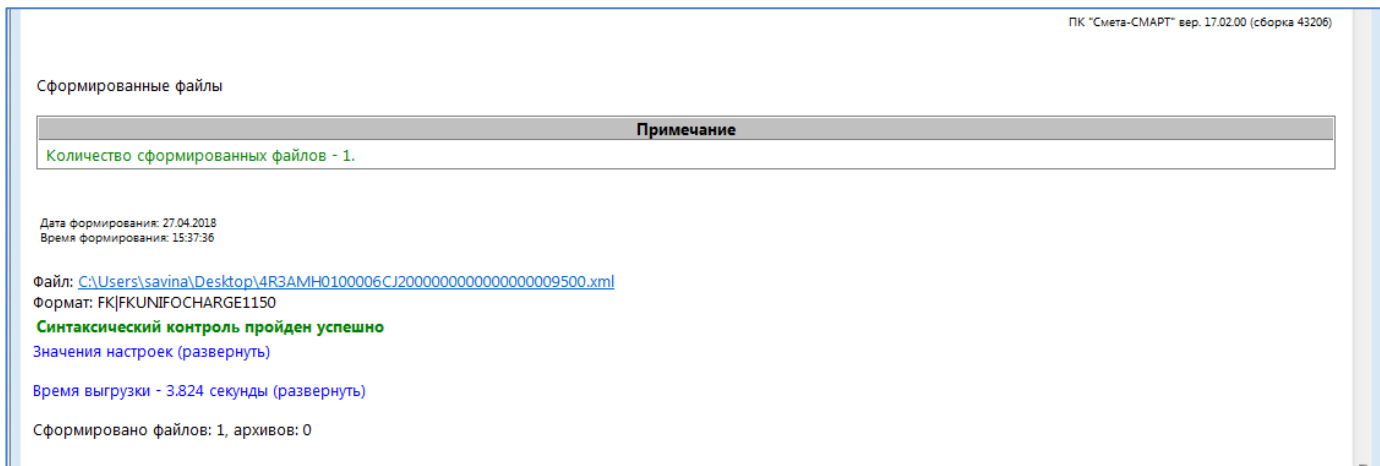 ПК "Смета-СМАРТ" вер. 17.02.00 (сборка 43206)
Сформированные файлы
Примечание
Количество сформированных файлов - 1.
Дата формирования: 27.04.2018
Время формирования: 15:37:36
Файл: C:\Users\savina\Desktop\4R3AMH0100006CJ2000000000000000009500.xml
Формат: FK|FKUNIFOCHARGE1150
Синтаксический контроль пройден успешно
Значения настроек (развернуть)
Время выгрузки - 3.824 секунды (развернуть)
Сформировано файлов: 1, архивов: 0